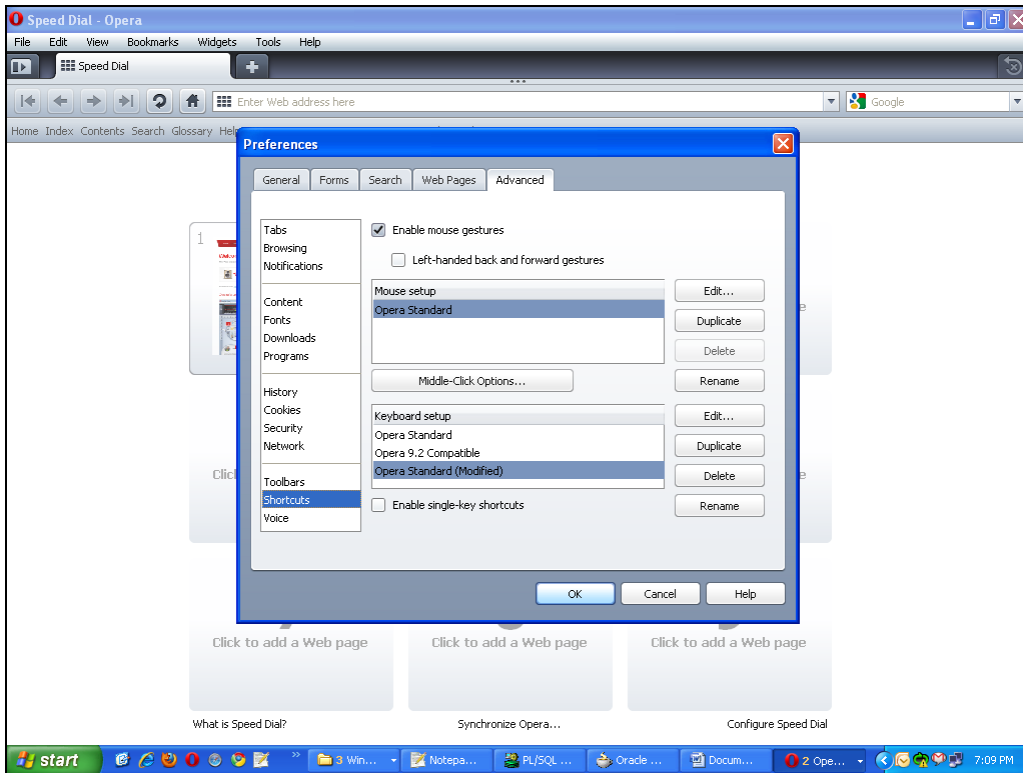 Speed Dial - Opera
File Edit View Bookmarks Widgets Tools Help
Speed Dial
Enter Web address here
Google
Home Index Contents Search Glossary
Preferences
General Forms Search Web Pages Advanced
Tabs
Browsing
Notifications
Content
Fonts
Downloads
Programs
History
Cookies
Security
Network
Toolbars
Shortcuts
Voice
Enable mouse gestures
Left-handed back and forward gestures
Mouse setup
Opera Standard
Edit...
Duplicate
Delete
Rename
Middle-Click Options...
Keyboard setup
Opera Standard
Opera 9.2 Compatible
Opera Standard (Modified)
Edit...
Duplicate
Delete
Rename
Enable single-key shortcuts
OK Cancel Help
1
Click to add a Web page Click to add a Web page Click to add a Web page
What is Speed Dial? Synchronize Opera... Configure Speed Dial
start 3 Win... Notepa... PL/SQL ... Oracle ... Docum... 2 Ope... 7:09 PM